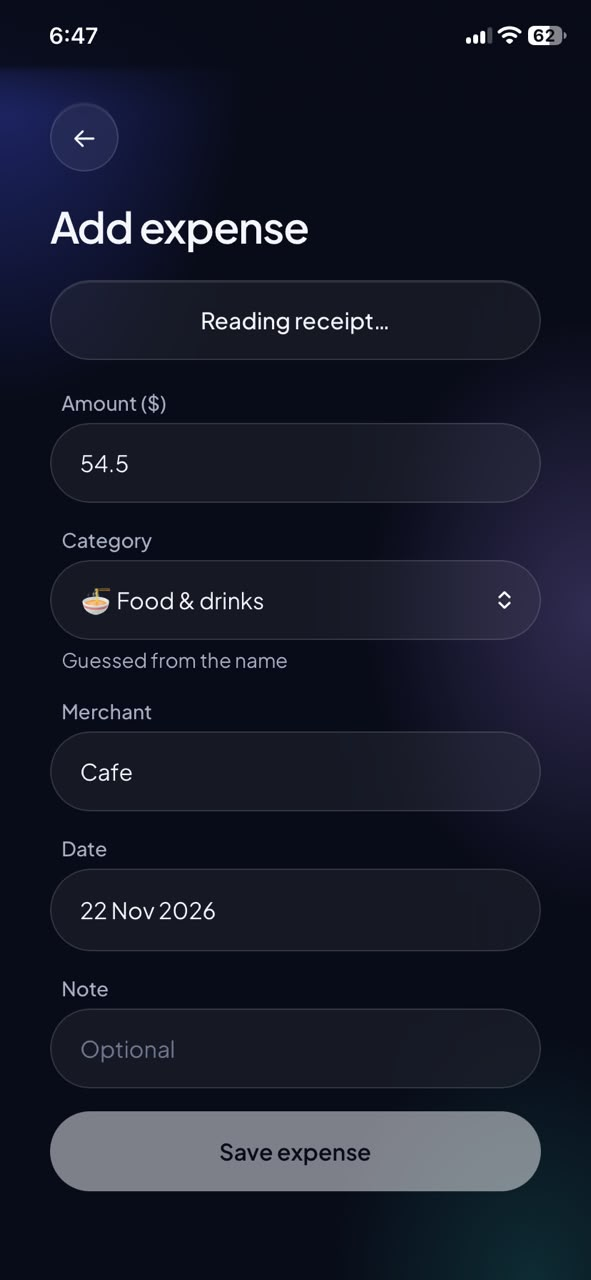 6:47
62
Add expense
Reading receipt...
Amount ($)
54.5
Category
🍜 Food & drinks
Guessed from the name
Merchant
Cafe
Date
22 Nov 2026
Note
Optional
Save expense